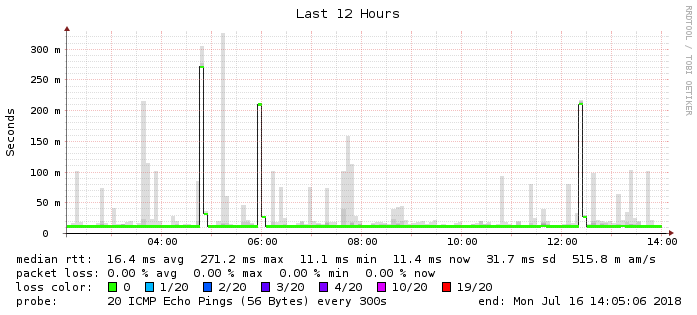 Last 12 Hours
RRDTOOL / TOBI OETIKER
Seconds
300 m
250 m
200 m
150 m
100 m
50 m
0
04:00 06:00 08:00 10:00 12:00 14:00
median rtt: 16.4 ms avg 271.2 ms max 11.1 ms min 11.4 ms now 31.7 ms sd 515.8 m am/s
packet loss: 0.00 % avg 0.00 % max 0.00 % min 0.00 % now
loss color: 0 1/20 2/20 3/20 4/20 10/20 19/20
probe: 20 ICMP Echo Pings (56 Bytes) every 300s end: Mon Jul 16 14:05:06 2018